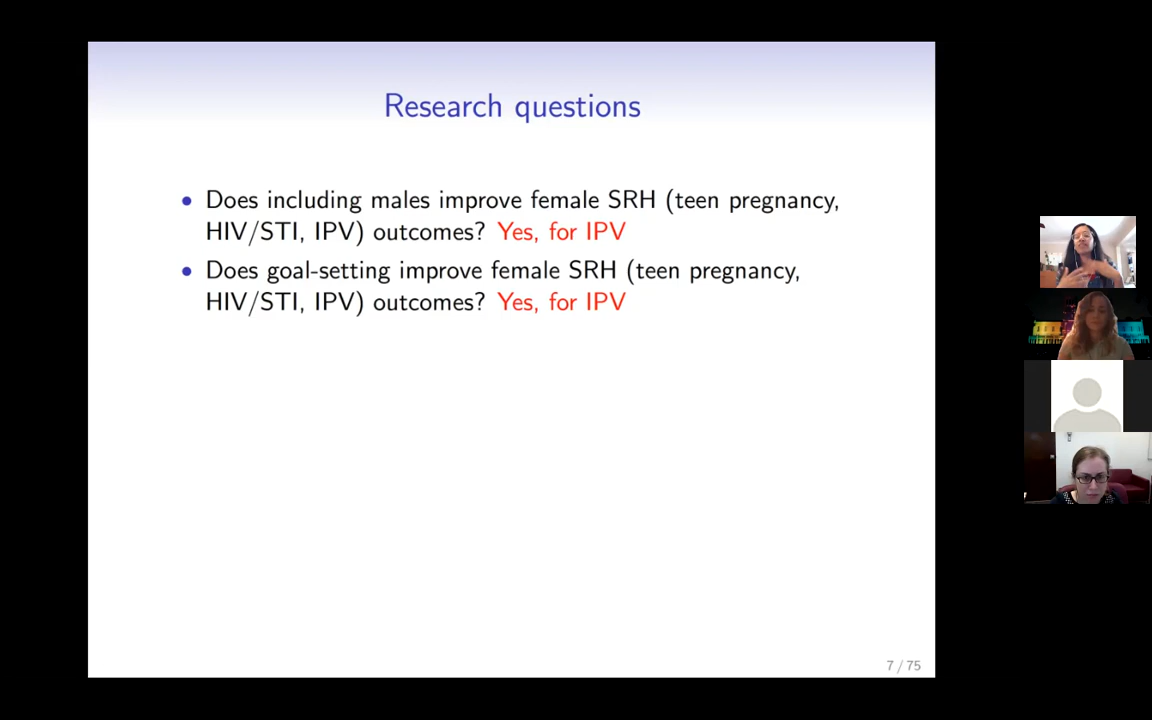 Research questions
• Does including males improve female SRH (teen pregnancy,
HIV/STI, IPV) outcomes? Yes, for IPV
• Does goal-setting improve female SRH (teen pregnancy,
HIV/STI, IPV) outcomes? Yes, for IPV
7 / 75